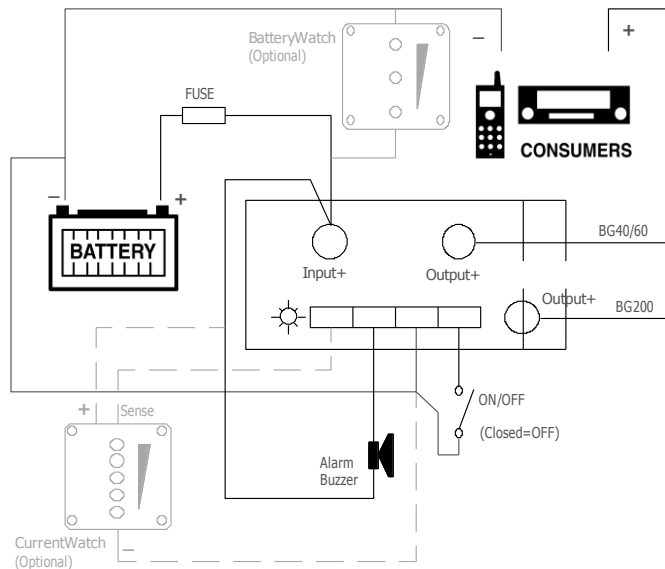 BatteryWatch
(Optional)
−
+
FUSE
CONSUMERS
−
+
BATTERY
BG40/60
Input+
Output+
Output+
BG200
+
Sense
ON/OFF
(Closed=OFF)
Alarm
Buzzer
CurrentWatch
(Optional)
−